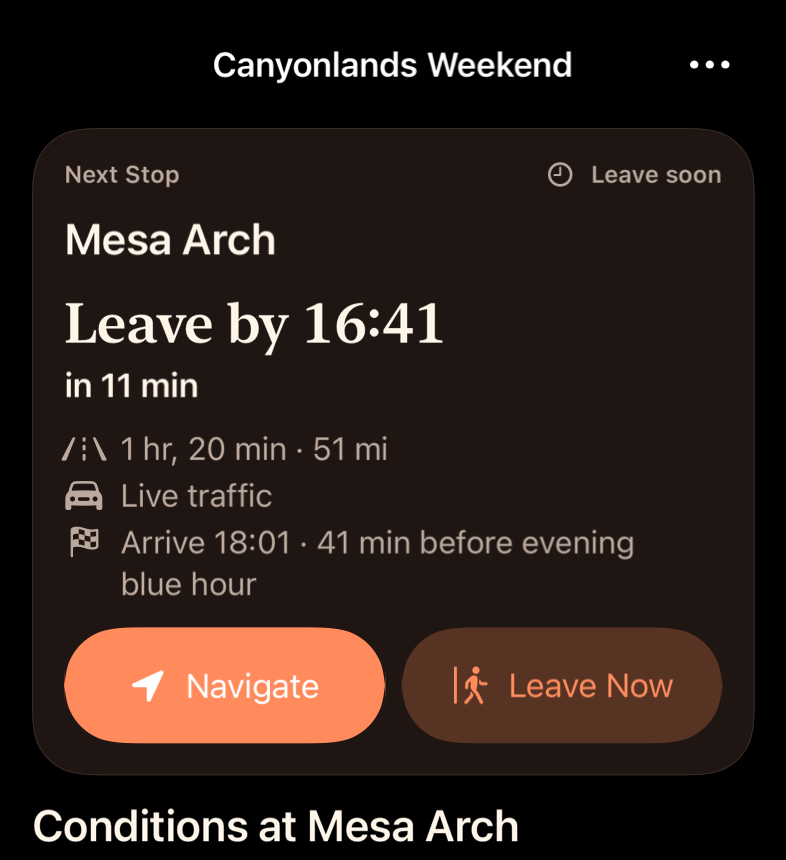 Canyonlands Weekend
Next Stop
Leave soon
Mesa Arch
Leave by 16:41
in 11 min
1 hr, 20 min · 51 mi
Live traffic
Arrive 18:01 · 41 min before evening
blue hour
Navigate
Leave Now
Conditions at Mesa Arch